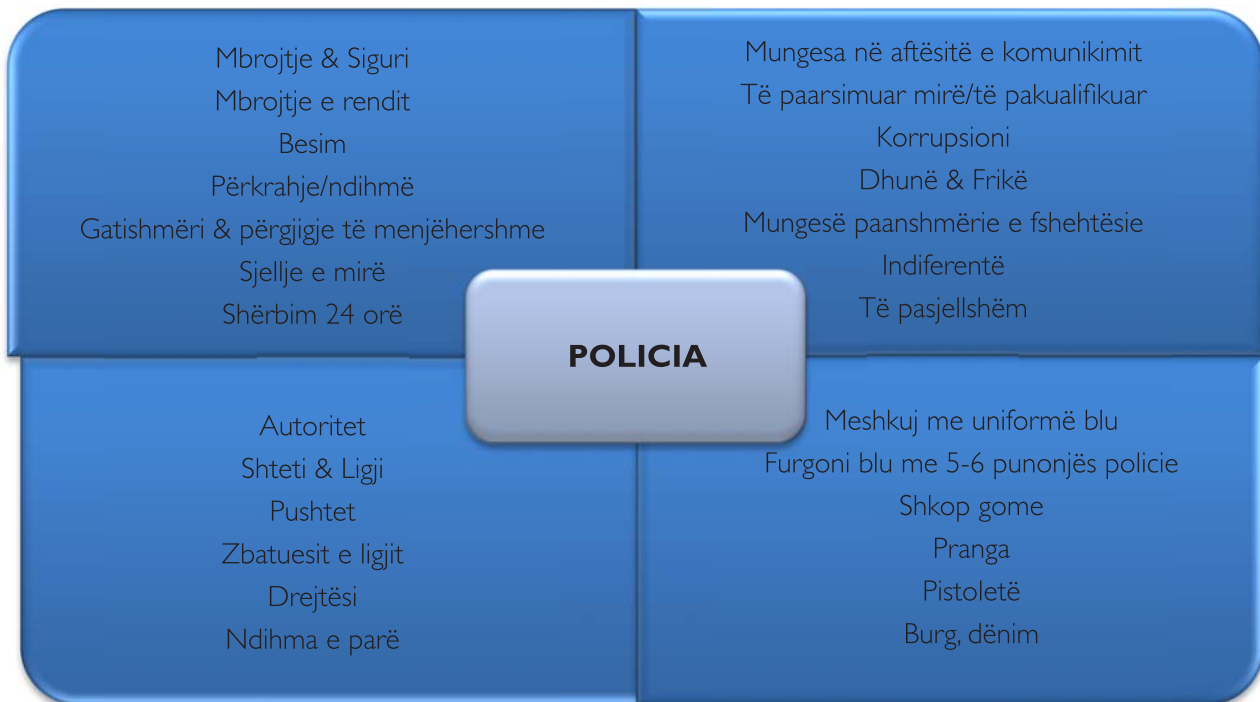 Mbrojtje & Siguri
Mbrojtje e rendit
Besim
Përkrahje/ndihmë
Gatishmëri & përgjigje të menjëhershme
Sjellje e mirë
Shërbim 24 orë
Mungesa në aftësitë e komunikimit
Të paarsimuar mirë/të pakualifikuar
Korrupsioni
Dhunë & Frikë
Mungesë paanshmërie e fshehtësie
Indiferentë
Të pasjellshëm
POLICIA
Autoritet
Shteti & Ligji
Pushtet
Zbatuesit e ligjit
Drejtësi
Ndihma e parë
Meshkuj me uniformë blu
Furgoni blu me 5-6 punonjës policie
Shkop gome
Pranga
Pistoletë
Burg, dënim